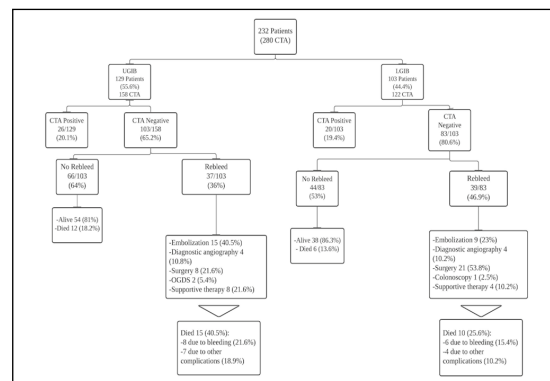 232 Patients
(280 CTA)
UGIB
129 Patients
(55.6%)
158 CTA
LGIB
103 Patients
(44.4%)
122 CTA
CTA Positive
26/129
(20.1%)
CTA Negative
103/158
(65.2%)
CTA Positive
20/103
(19.4%)
CTA
Negative
83/103
(80.6%)
No Rebleed
66/103
(64%)
Rebleed
37/103
(36%)
No Rebleed
44/83
(53%)
Rebleed
39/83
(46.9%)
-Alive 54 (81%)
-Died 12 (18.2%)
-Embolization 15 (40.5%)
-Diagnostic angiography 4
(10.8%)
-Surgery 8 (21.6%)
-OGDS 2 (5.4%)
-Supportive therapy 8 (21.6%)
-Alive 38 (86.3%)
- Died 6 (13.6%)
-Embolization 9 (23%)
-Diagnostic angiography 4
(10.2%)
-Surgery 21 (53.8%)
-Colonoscopy 1 (2.5%)
-Supportive therapy 4 (10.2%)
Died 15 (40.5%):
-8 due to bleeding (21.6%)
-7 due to other
complications (18.9%)
Died 10 (25.6%):
-6 due to bleeding (15.4%)
-4 due to other
complications (10.2%)